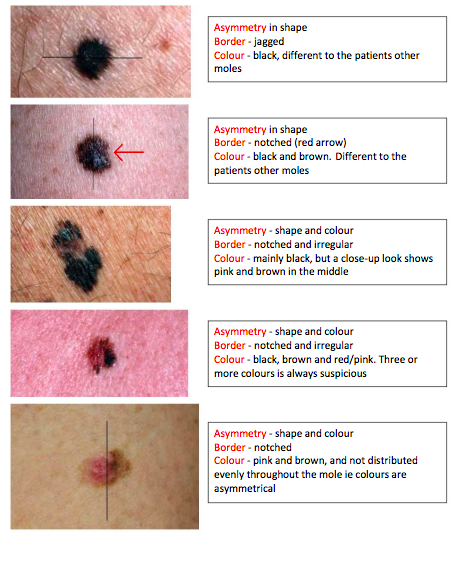 Asymmetry in shape
Border - jagged
Colour - black, different to the patients other
moles
Asymmetry in shape
Border - notched (red arrow)
Colour - black and brown. Different to the
patients other moles
Asymmetry - shape and colour
Border - notched and irregular
Colour - mainly black, but a close-up look shows
pink and brown in the middle
Asymmetry - shape and colour
Border - notched and irregular
Colour - black, brown and red/pink. Three or
more colours is always suspicious
Asymmetry - shape and colour
Border - notched
Colour - pink and brown, and not distributed
evenly throughout the mole ie colours are
asymmetrical